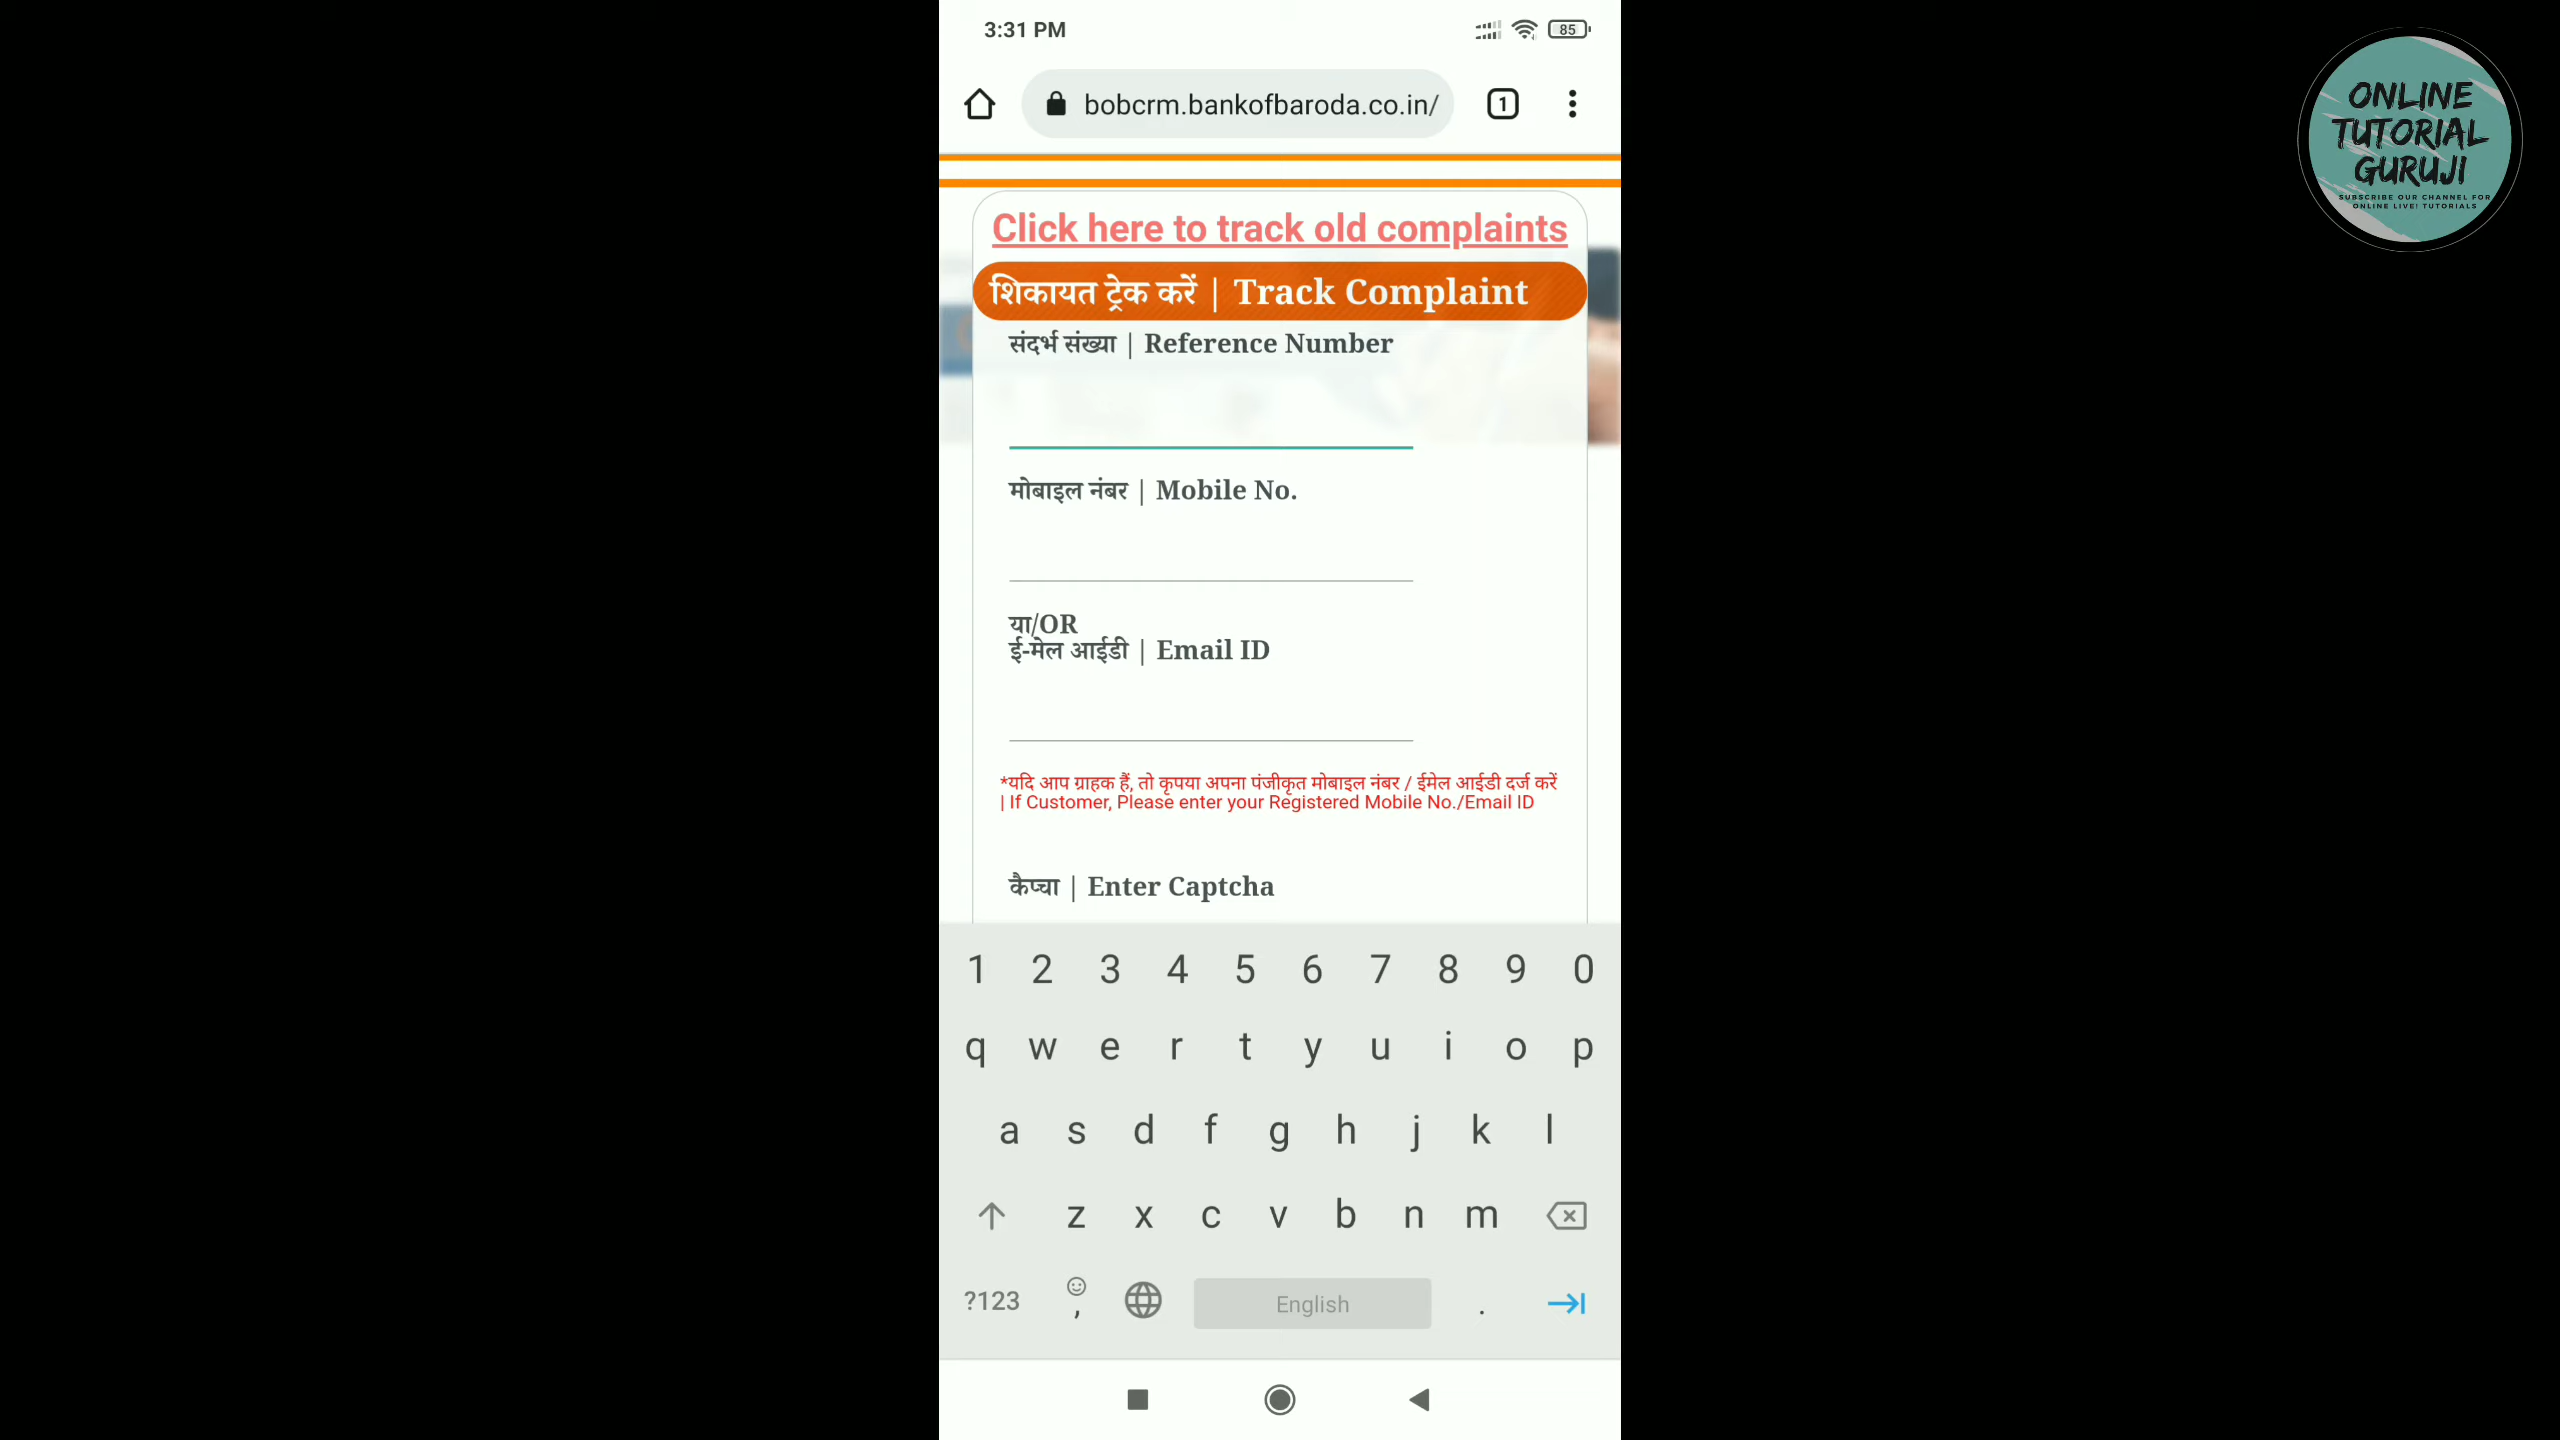 3:31 PM
85
bobcrm.bankofbaroda.co.in/
1
ONLINE
TUTORIAL
GURUJI
SUBSCRIBE OUR CHANNEL FOR
ONLINE LIVE! TUTORIALS
Click here to track old complaints
शिकायत ट्रेक करें | Track Complaint
संदर्भ संख्या | Reference Number
मोबाइल नंबर | Mobile No.
या/OR
ई-मेल आईडी | Email ID
*यदि आप ग्राहक हैं, तो कृपया अपना पंजीकृत मोबाइल नंबर / ईमेल आईडी दर्ज करें
| If Customer, Please enter your Registered Mobile No./Email ID
कैप्चा | Enter Captcha
1 2 3 4 5 6 7 8 9 0
q w e r t y u i o p
a s d f g h j k l
z x c v b n m
?123 , English .